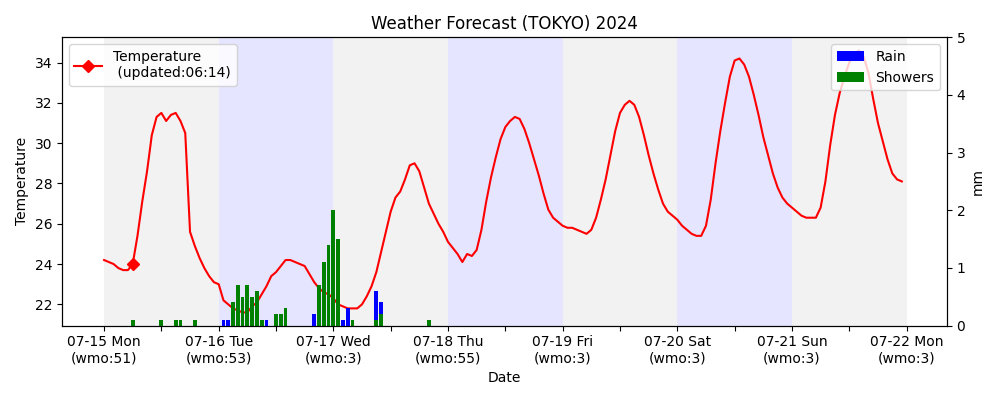 Weather Forecast (TOKYO) 2024
Temperature
(updated:06:14)
Rain
Showers
Temperature
34
32
30
28
26
24
22
5
4
3
2
1
0
mm
07-15 Mon 07-16 Tue 07-17 Wed 07-18 Thu 07-19 Fri 07-20 Sat 07-21 Sun 07-22 Mon
(wmo:51) (wmo:53) (wmo:3) (wmo:55) (wmo:3) (wmo:3) (wmo:3) (wmo:3)
Date